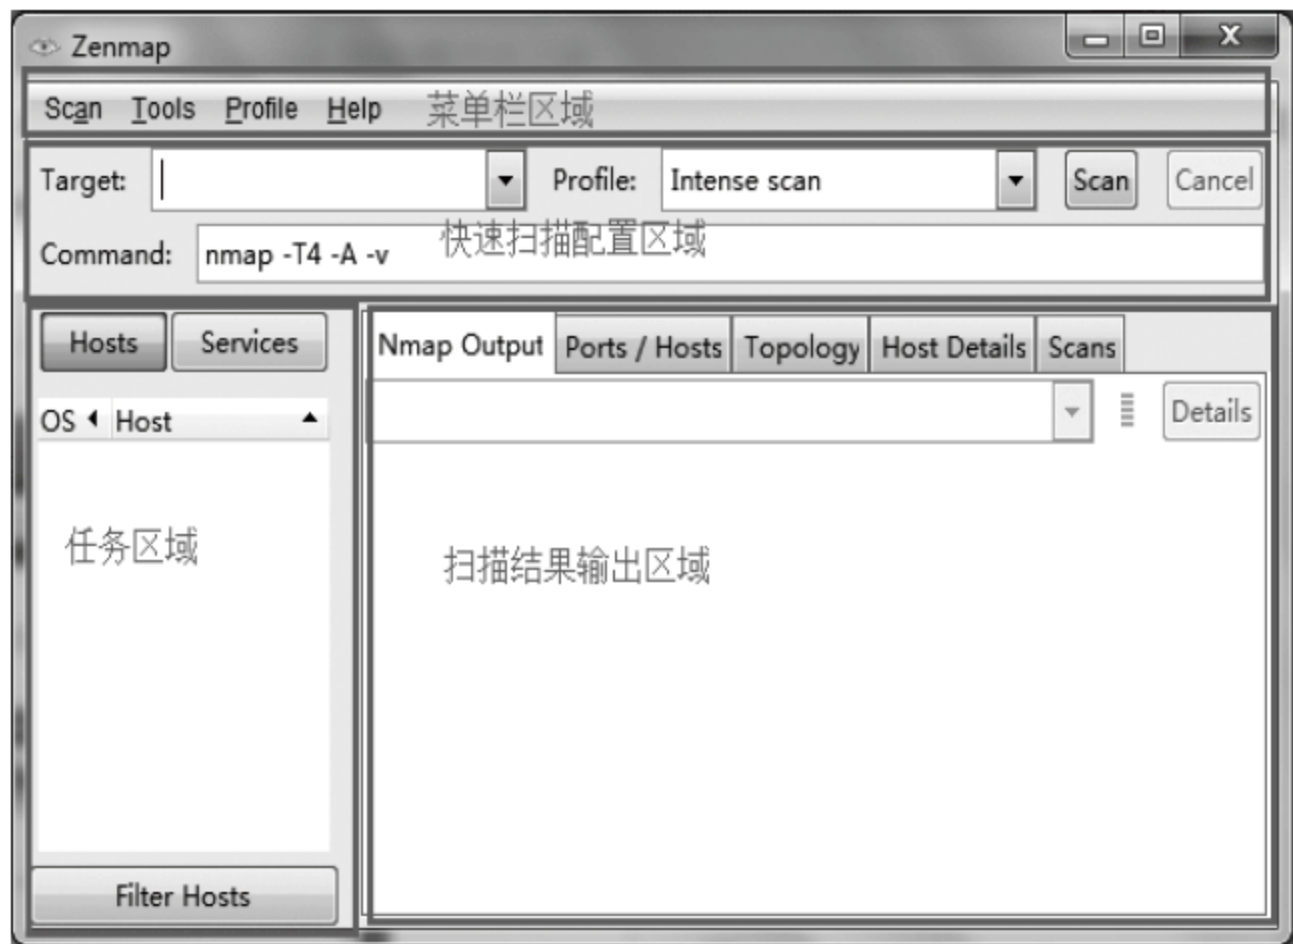 Zenmap
Scan Tools Profile Help 菜单栏区域
Target: Profile: Intense scan Scan Cancel
快速扫描配置区域
Command: nmap -T4 -A -v
Hosts Services
Nmap Output Ports / Hosts Topology Host Details Scans
Details
OS Host
任务区域
扫描结果输出区域
Filter Hosts